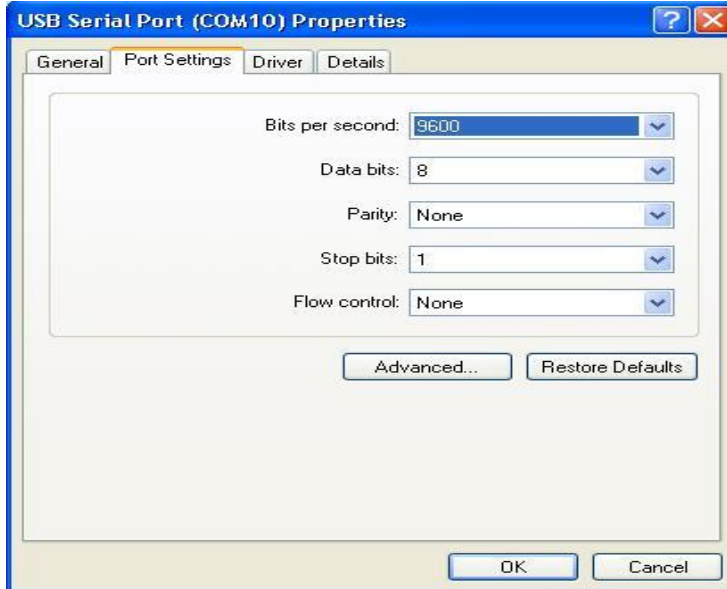 USB Serial Port (COM10) Properties
General Port Settings Driver Details
Bits per second: 9600
Data bits: 8
Parity: None
Stop bits: 1
Flow control: None
Advanced... Restore Defaults
OK Cancel